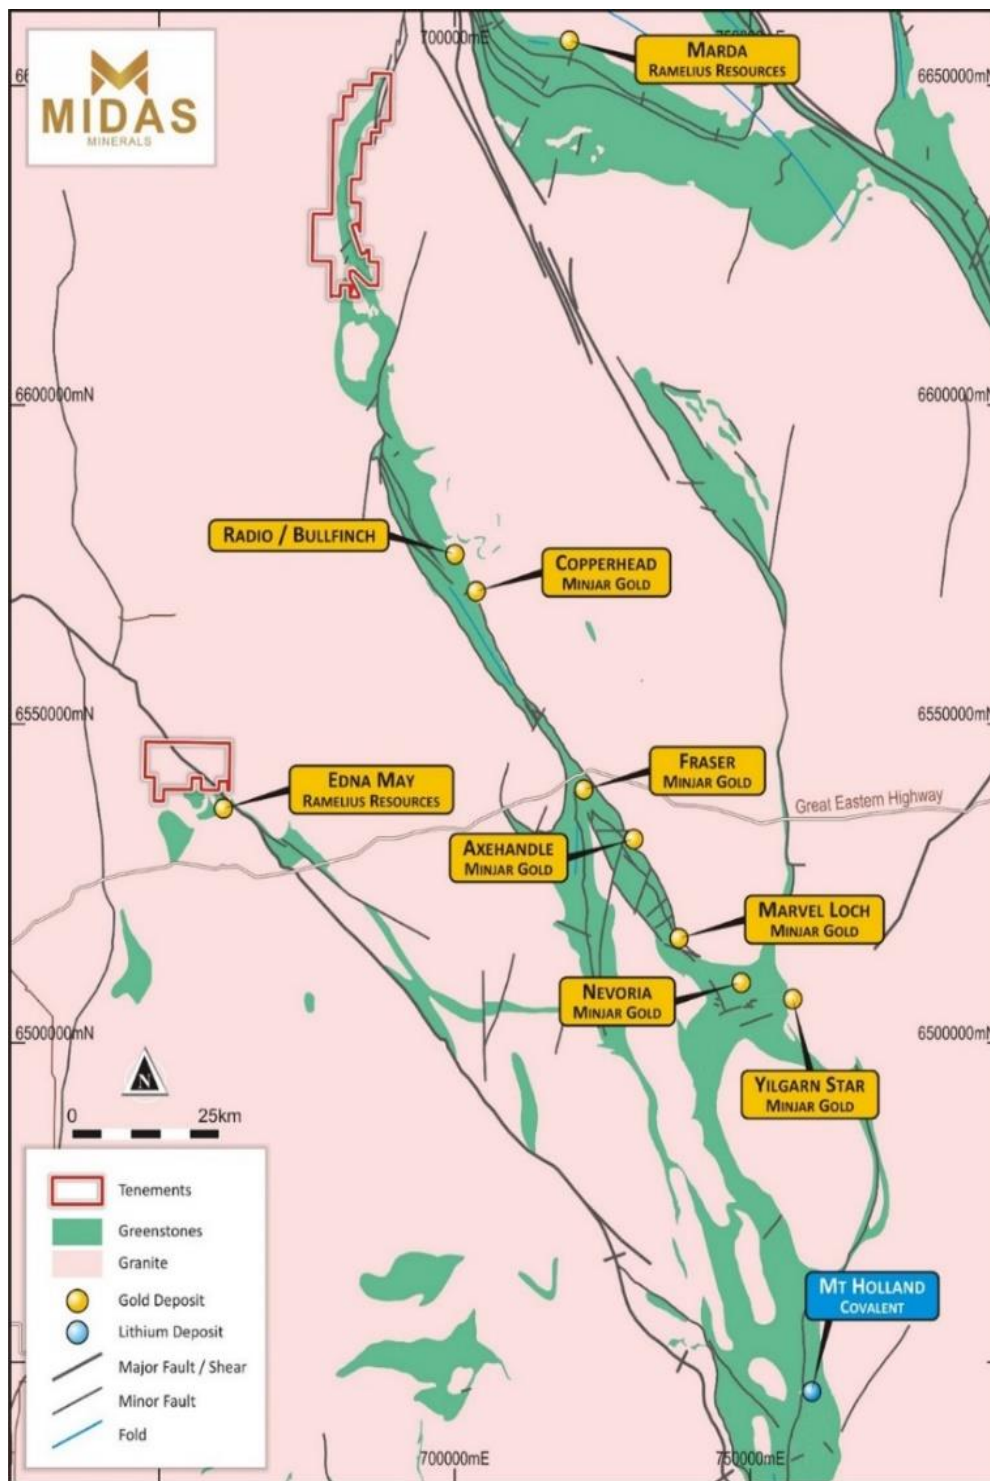 700000mE
MARDA
RAMELIUS RESOURCES
6650000mN
MIDAS
MINERALS
6600000mN
6600000mN
RADIO / BULLFINCH
COPPERHEAD
MINJAR GOLD
6550000mN
6550000mN
FRASER
MINJAR GOLD
EDNA MAY
RAMELIUS RESOURCES
Great Eastern Highway
AXEHANDLE
MINJAR GOLD
MARVEL LOCH
MINJAR GOLD
NEVORIA
MINJAR GOLD
6500000mN
6500000mN
YILGARN STAR
MINJAR GOLD
N
0 25km
Tenements
Greenstones
Granite
Gold Deposit
Lithium Deposit
Major Fault / Shear
Minor Fault
Fold
MT HOLLAND
COVALENT
700000mE
750000mE